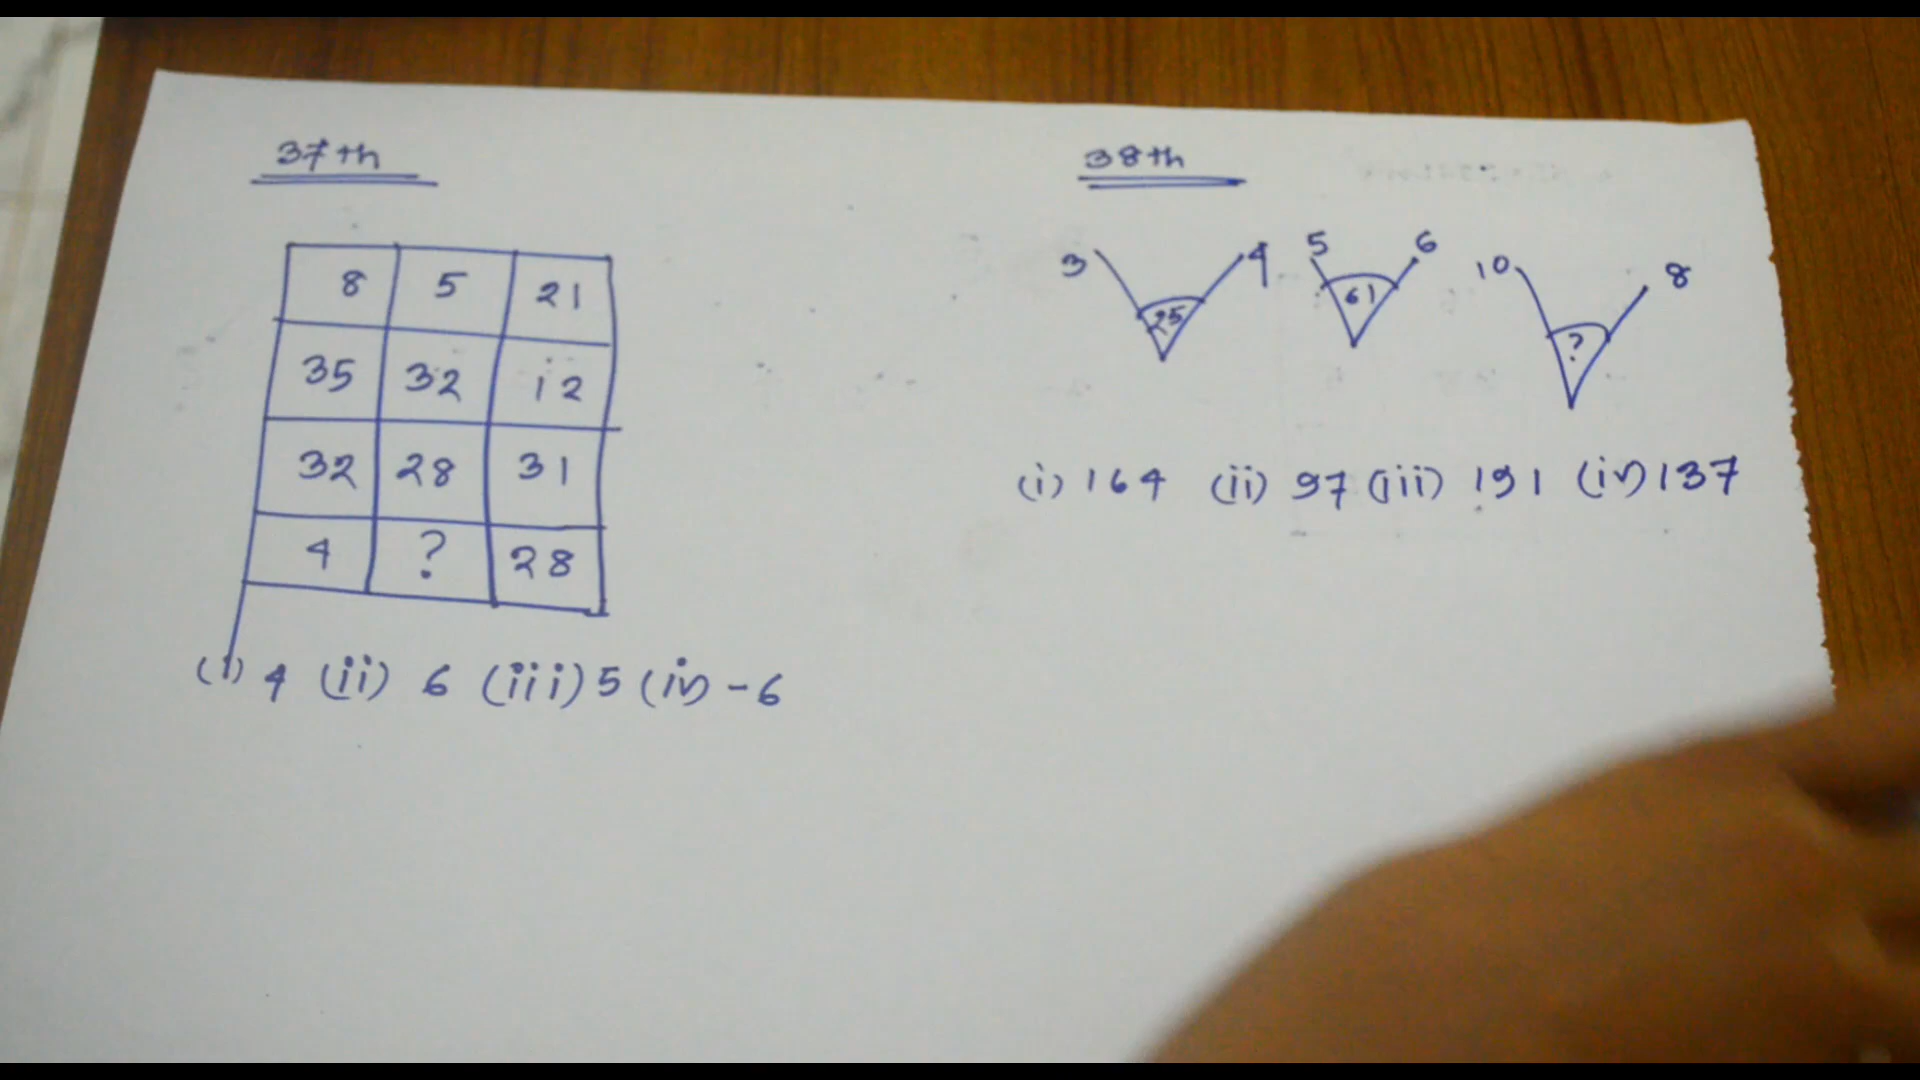 37th
8 5 21
35 32 12
32 28 31
4 ? 28
(i) 4 (ii) 6 (iii) 5 (iv) -6
38th
3 4 5 6 10 8
25 61 ?
(i) 164 (ii) 97 (iii) 191 (iv) 137